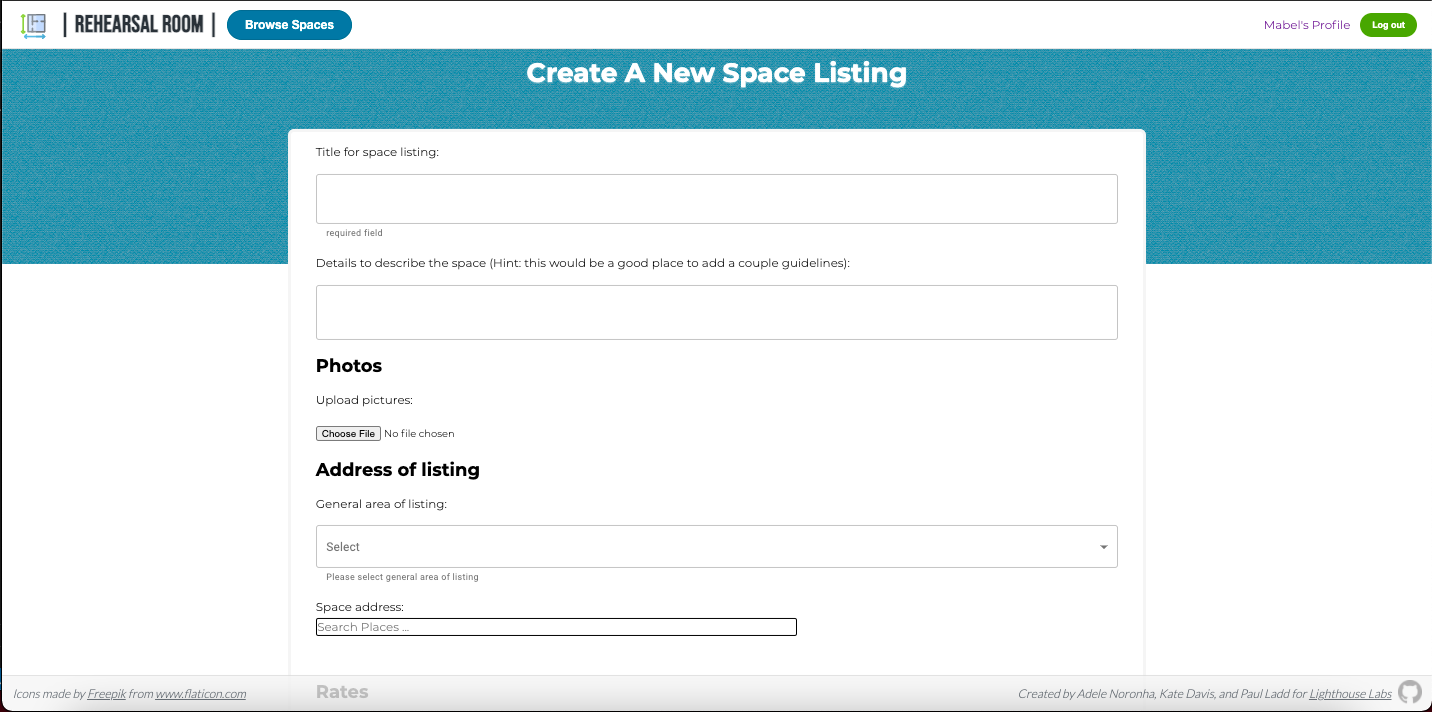 | REHEARSAL ROOM | Browse Spaces Mabel's Profile Log out
Create A New Space Listing
Title for space listing:
required field
Details to describe the space (Hint: this would be a good place to add a couple guidelines):
Photos
Upload pictures:
Choose File No file chosen
Address of listing
General area of listing:
Select
Please select general area of listing
Space address:
Search Places ...
Rates
Icons made by Freepik from www.flaticon.com Created by Adele Noronha, Kate Davis, and Paul Ladd for Lighthouse Labs